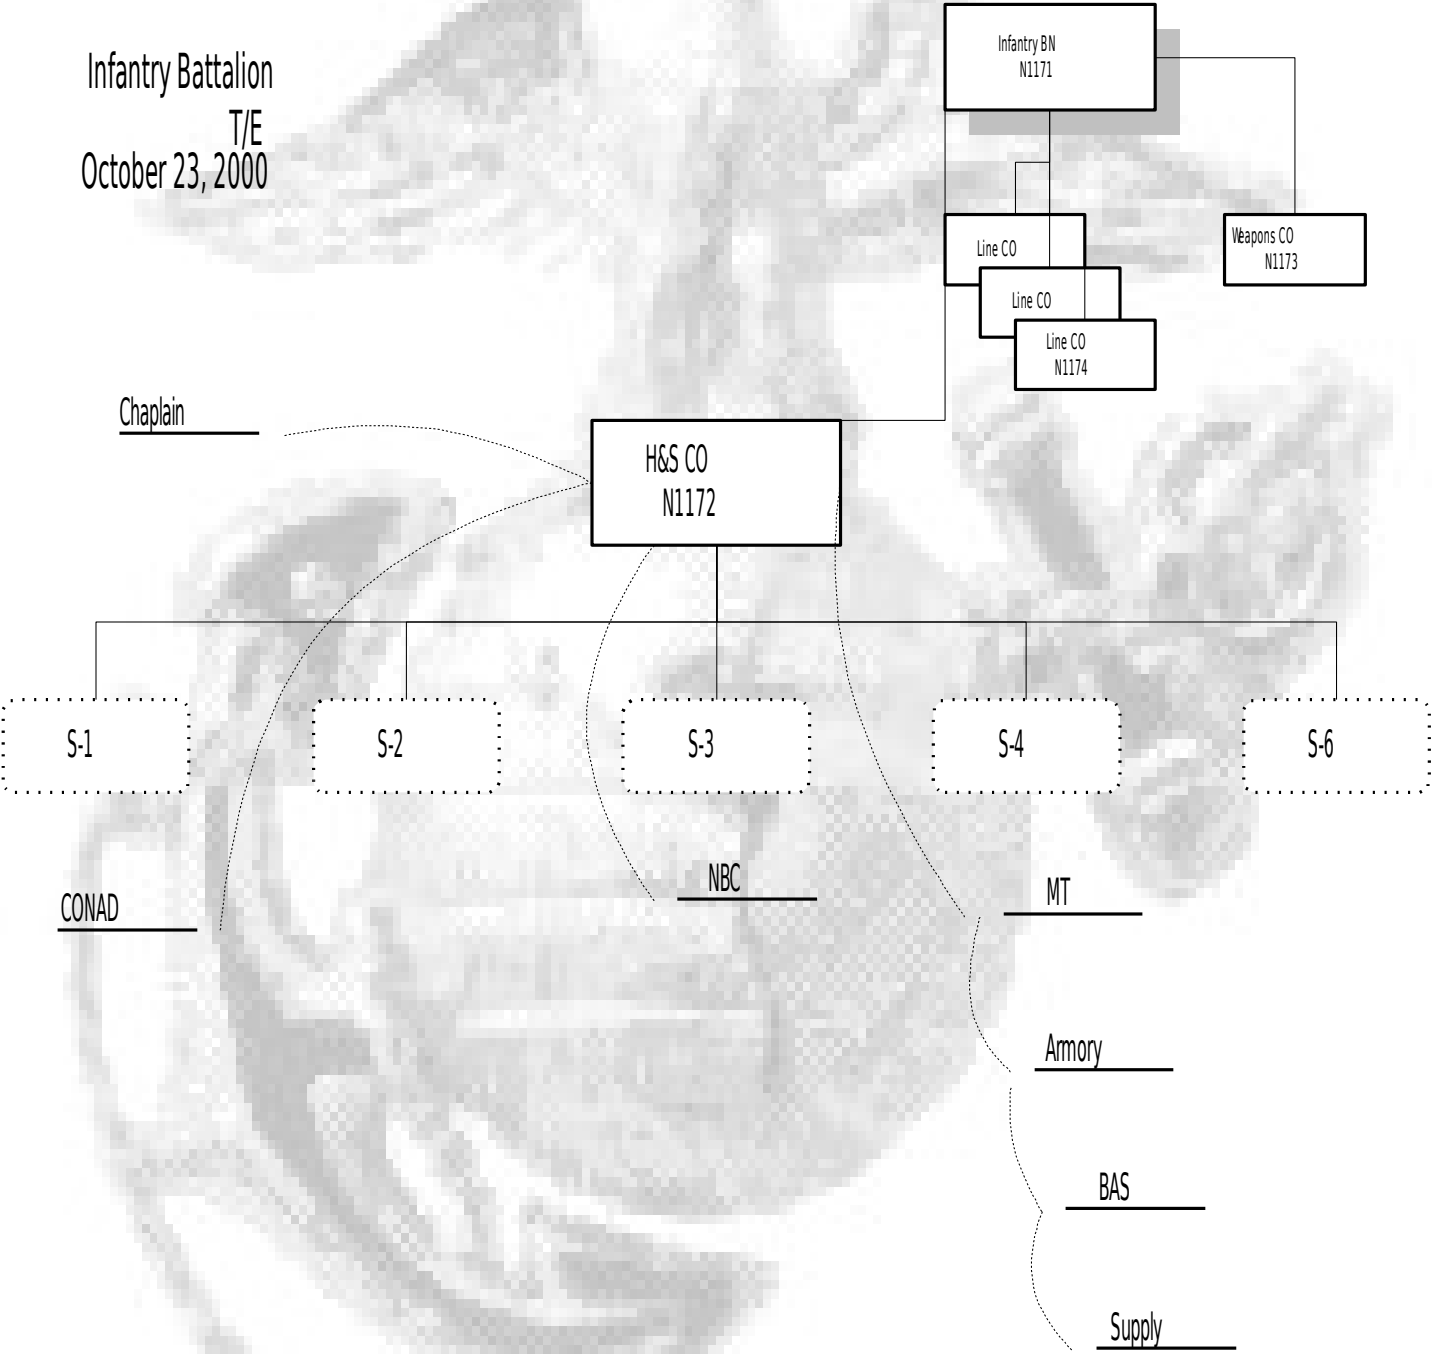 Infantry Battalion
T/E
October 23, 2000
Infantry BN
N1171
Line CO
Line CO
Line CO
N1174
Weapons CO
N1173
Chaplain
H&S CO
N1172
S-1
S-2
S-3
S-4
S-6
CONAD
NBC
MT
Armory
BAS
Supply